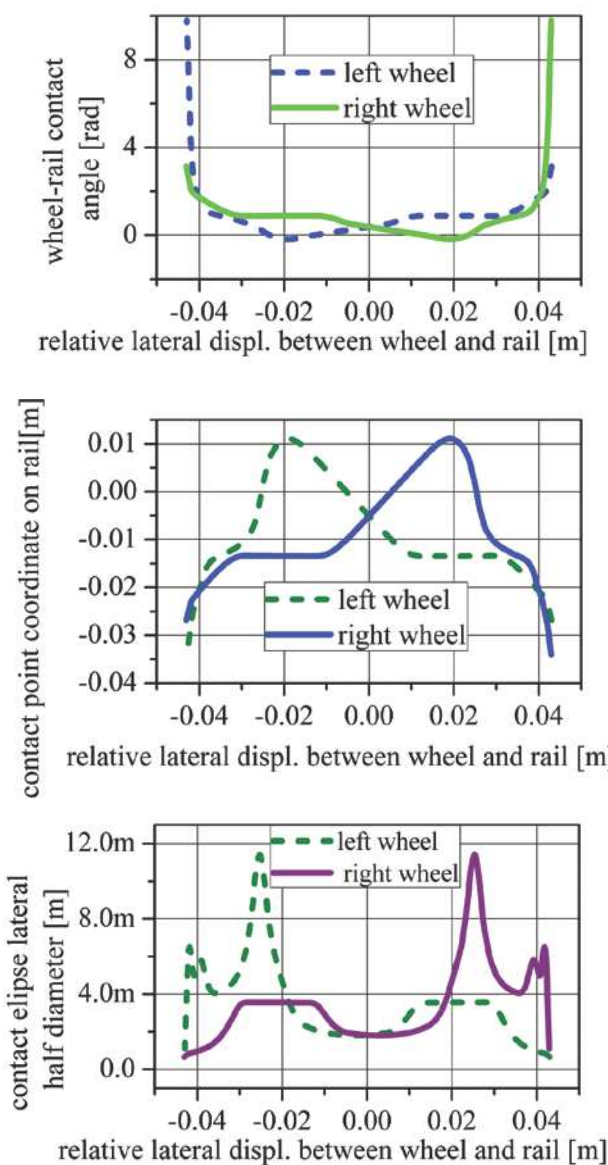 8
4
0
wheel-rail contact
angle [rad]
left wheel
right wheel
-0.04 -0.02 0.00 0.02 0.04
relative lateral displ. between wheel and rail [m]
0.01
0.00
-0.01
-0.02
-0.03
-0.04
contact point coordinate on rail[m]
left wheel
right wheel
-0.04 -0.02 0.00 0.02 0.04
relative lateral displ. between wheel and rail [m]
12.0m
8.0m
4.0m
0.0
contact elipse lateral
half diameter [m]
left wheel
right wheel
-0.04 -0.02 0.00 0.02 0.04
relative lateral displ. between wheel and rail [m]